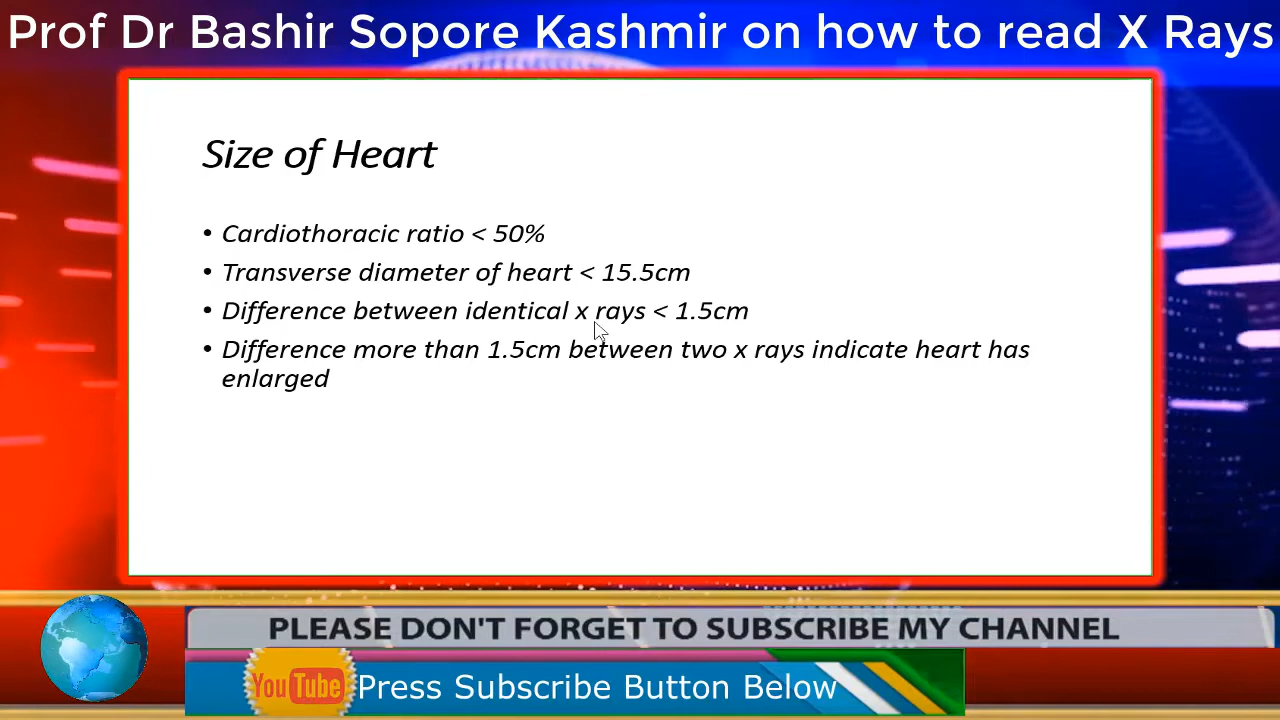 Prof Dr Bashir Sopore Kashmir on how to read X Rays
Size of Heart
• Cardiothoracic ratio < 50%
• Transverse diameter of heart < 15.5cm
• Difference between identical x rays < 1.5cm
• Difference more than 1.5cm between two x rays indicate heart has
enlarged
PLEASE DON'T FORGET TO SUBSCRIBE MY CHANNEL
YouTube Press Subscribe Button Below